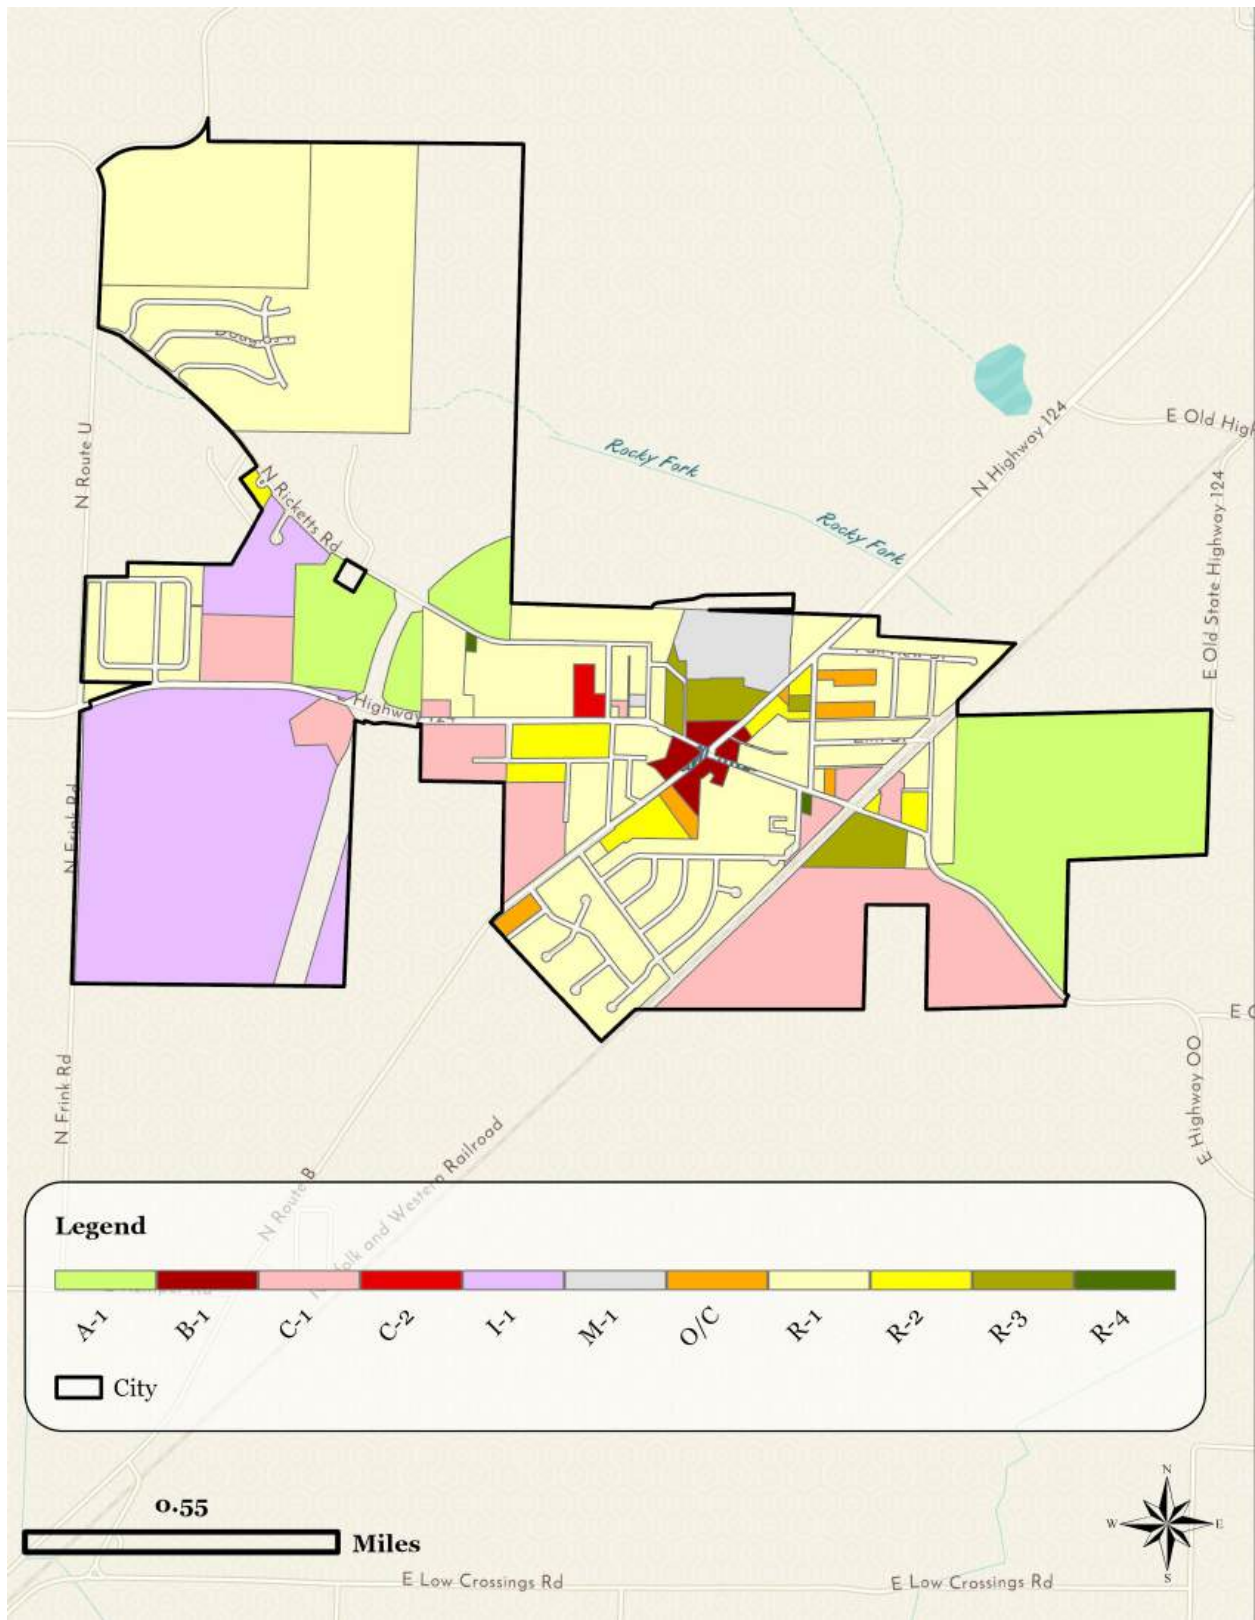 N Route U
N Ricketts Rd
Rocky Fork
Rocky Fork
N Highway 124
E Old High
E Old State Highway 124
Highway 124
N Frink Rd
N Frink Rd
E Highway OO
N Route B
Norfolk and Western Railroad
Legend
A-1
B-1
C-1
C-2
I-1
M-1
O/C
R-1
R-2
R-3
R-4
City
0.55
Miles
N
W
E
S
E Low Crossings Rd
E Low Crossings Rd